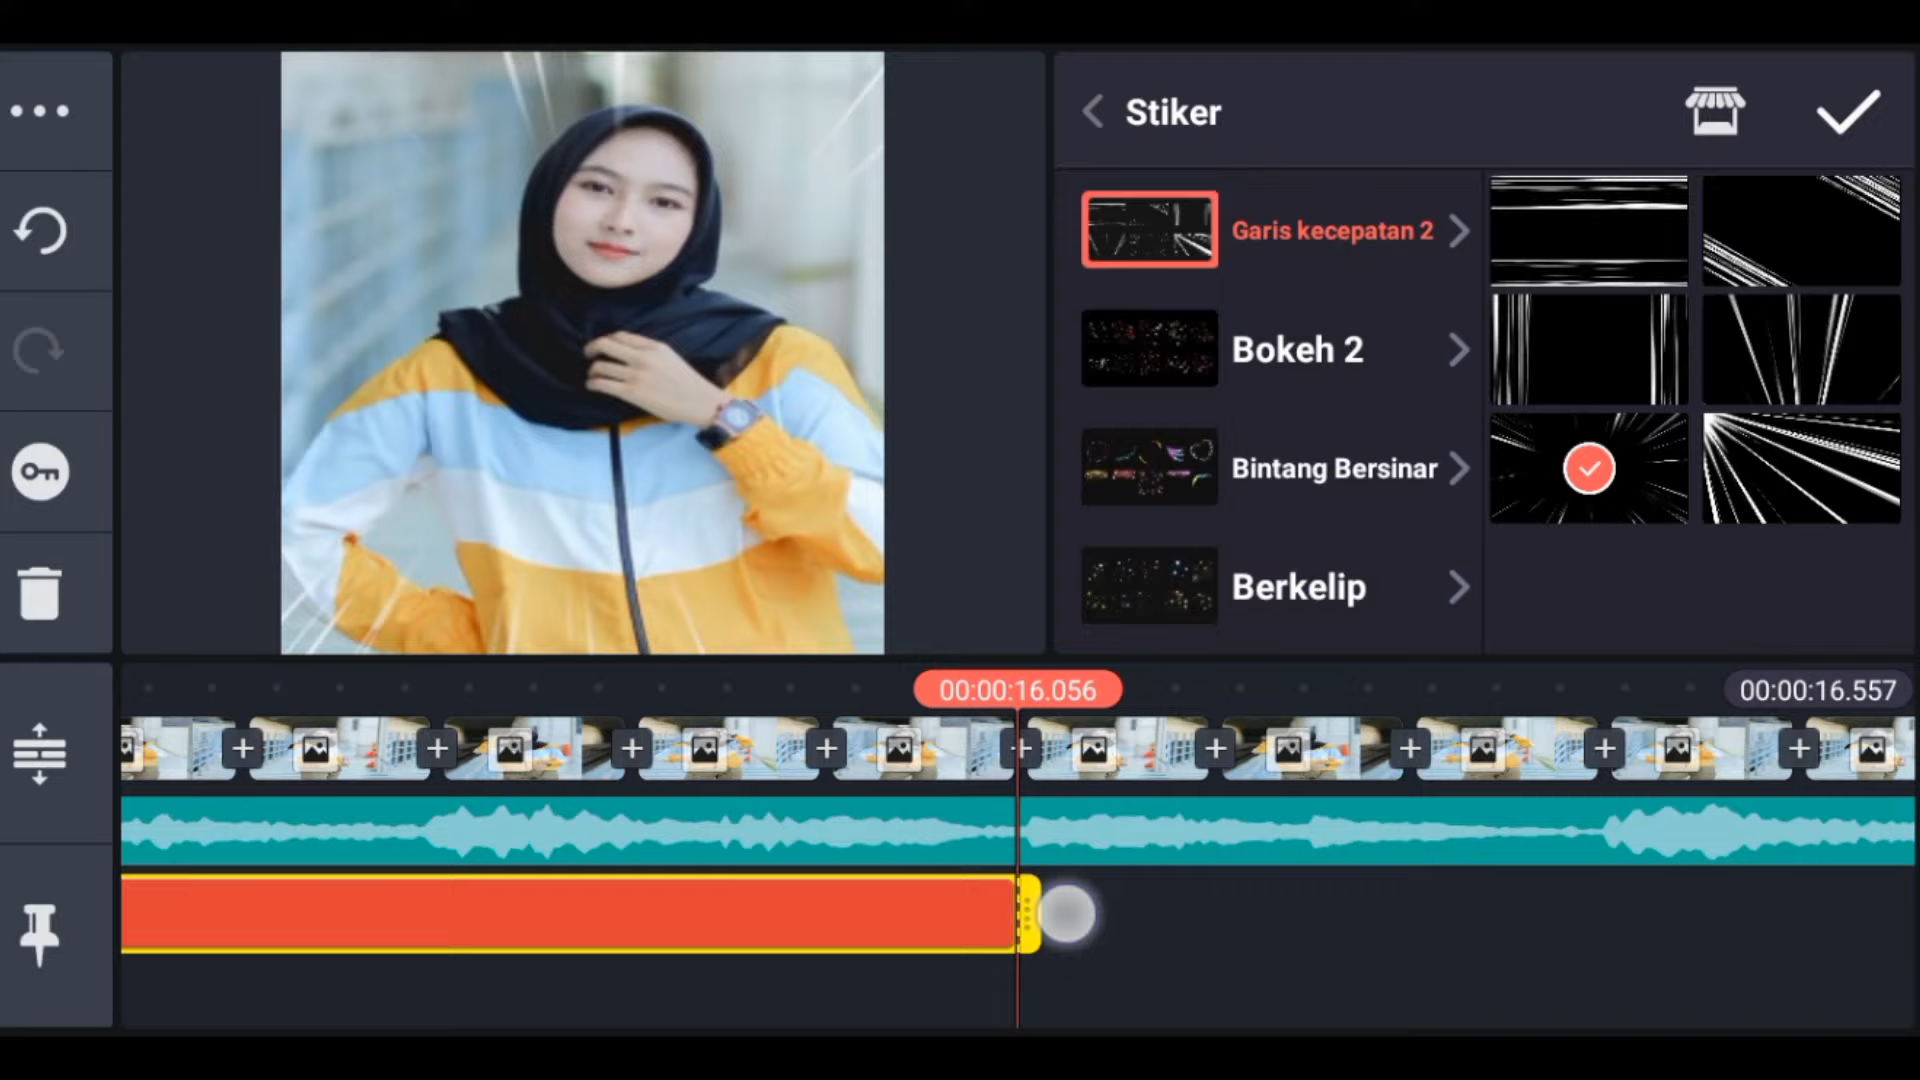 Stiker
Garis kecepatan 2
Bokeh 2
Bintang Bersinar
Berkelip
00:00:16.056
00:00:16.557